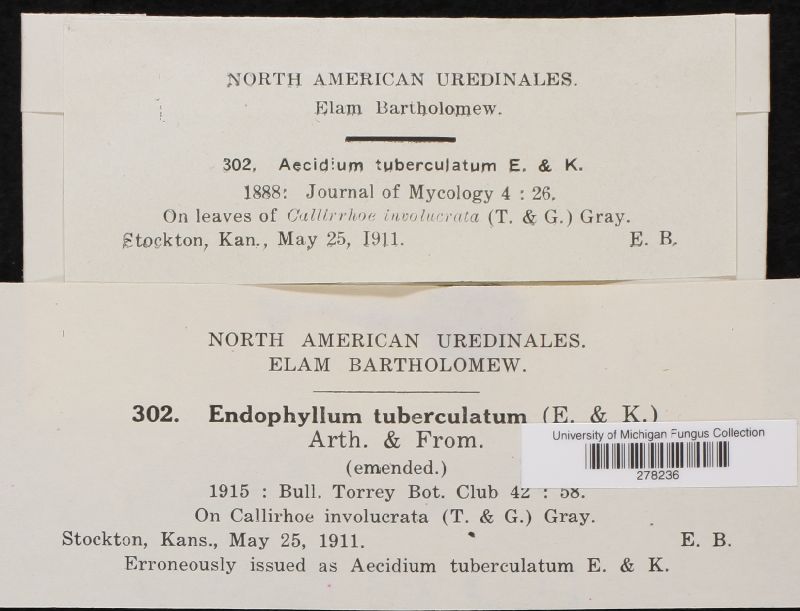 NORTH AMERICAN UREDINALES.
Elam Bartholomew.
302. Aecidium tuberculatum E. & K.
1888: Journal of Mycology 4 : 26.
On leaves of Callirrhoe involucrata (T. & G.) Gray.
Stockton, Kan., May 25, 1911. E. B.
NORTH AMERICAN UREDINALES.
ELAM BARTHOLOMEW.
302. Endophyllum tuberculatum (E. & K.)
Arth. & From.
(emended.)
University of Michigan Fungus Collection
278236
1915 : Bull. Torrey Bot. Club 42 : 58.
On Callirhoe involucrata (T. & G.) Gray.
Stockton, Kans., May 25, 1911. E. B.
Erroneously issued as Aecidium tuberculatum E. & K.